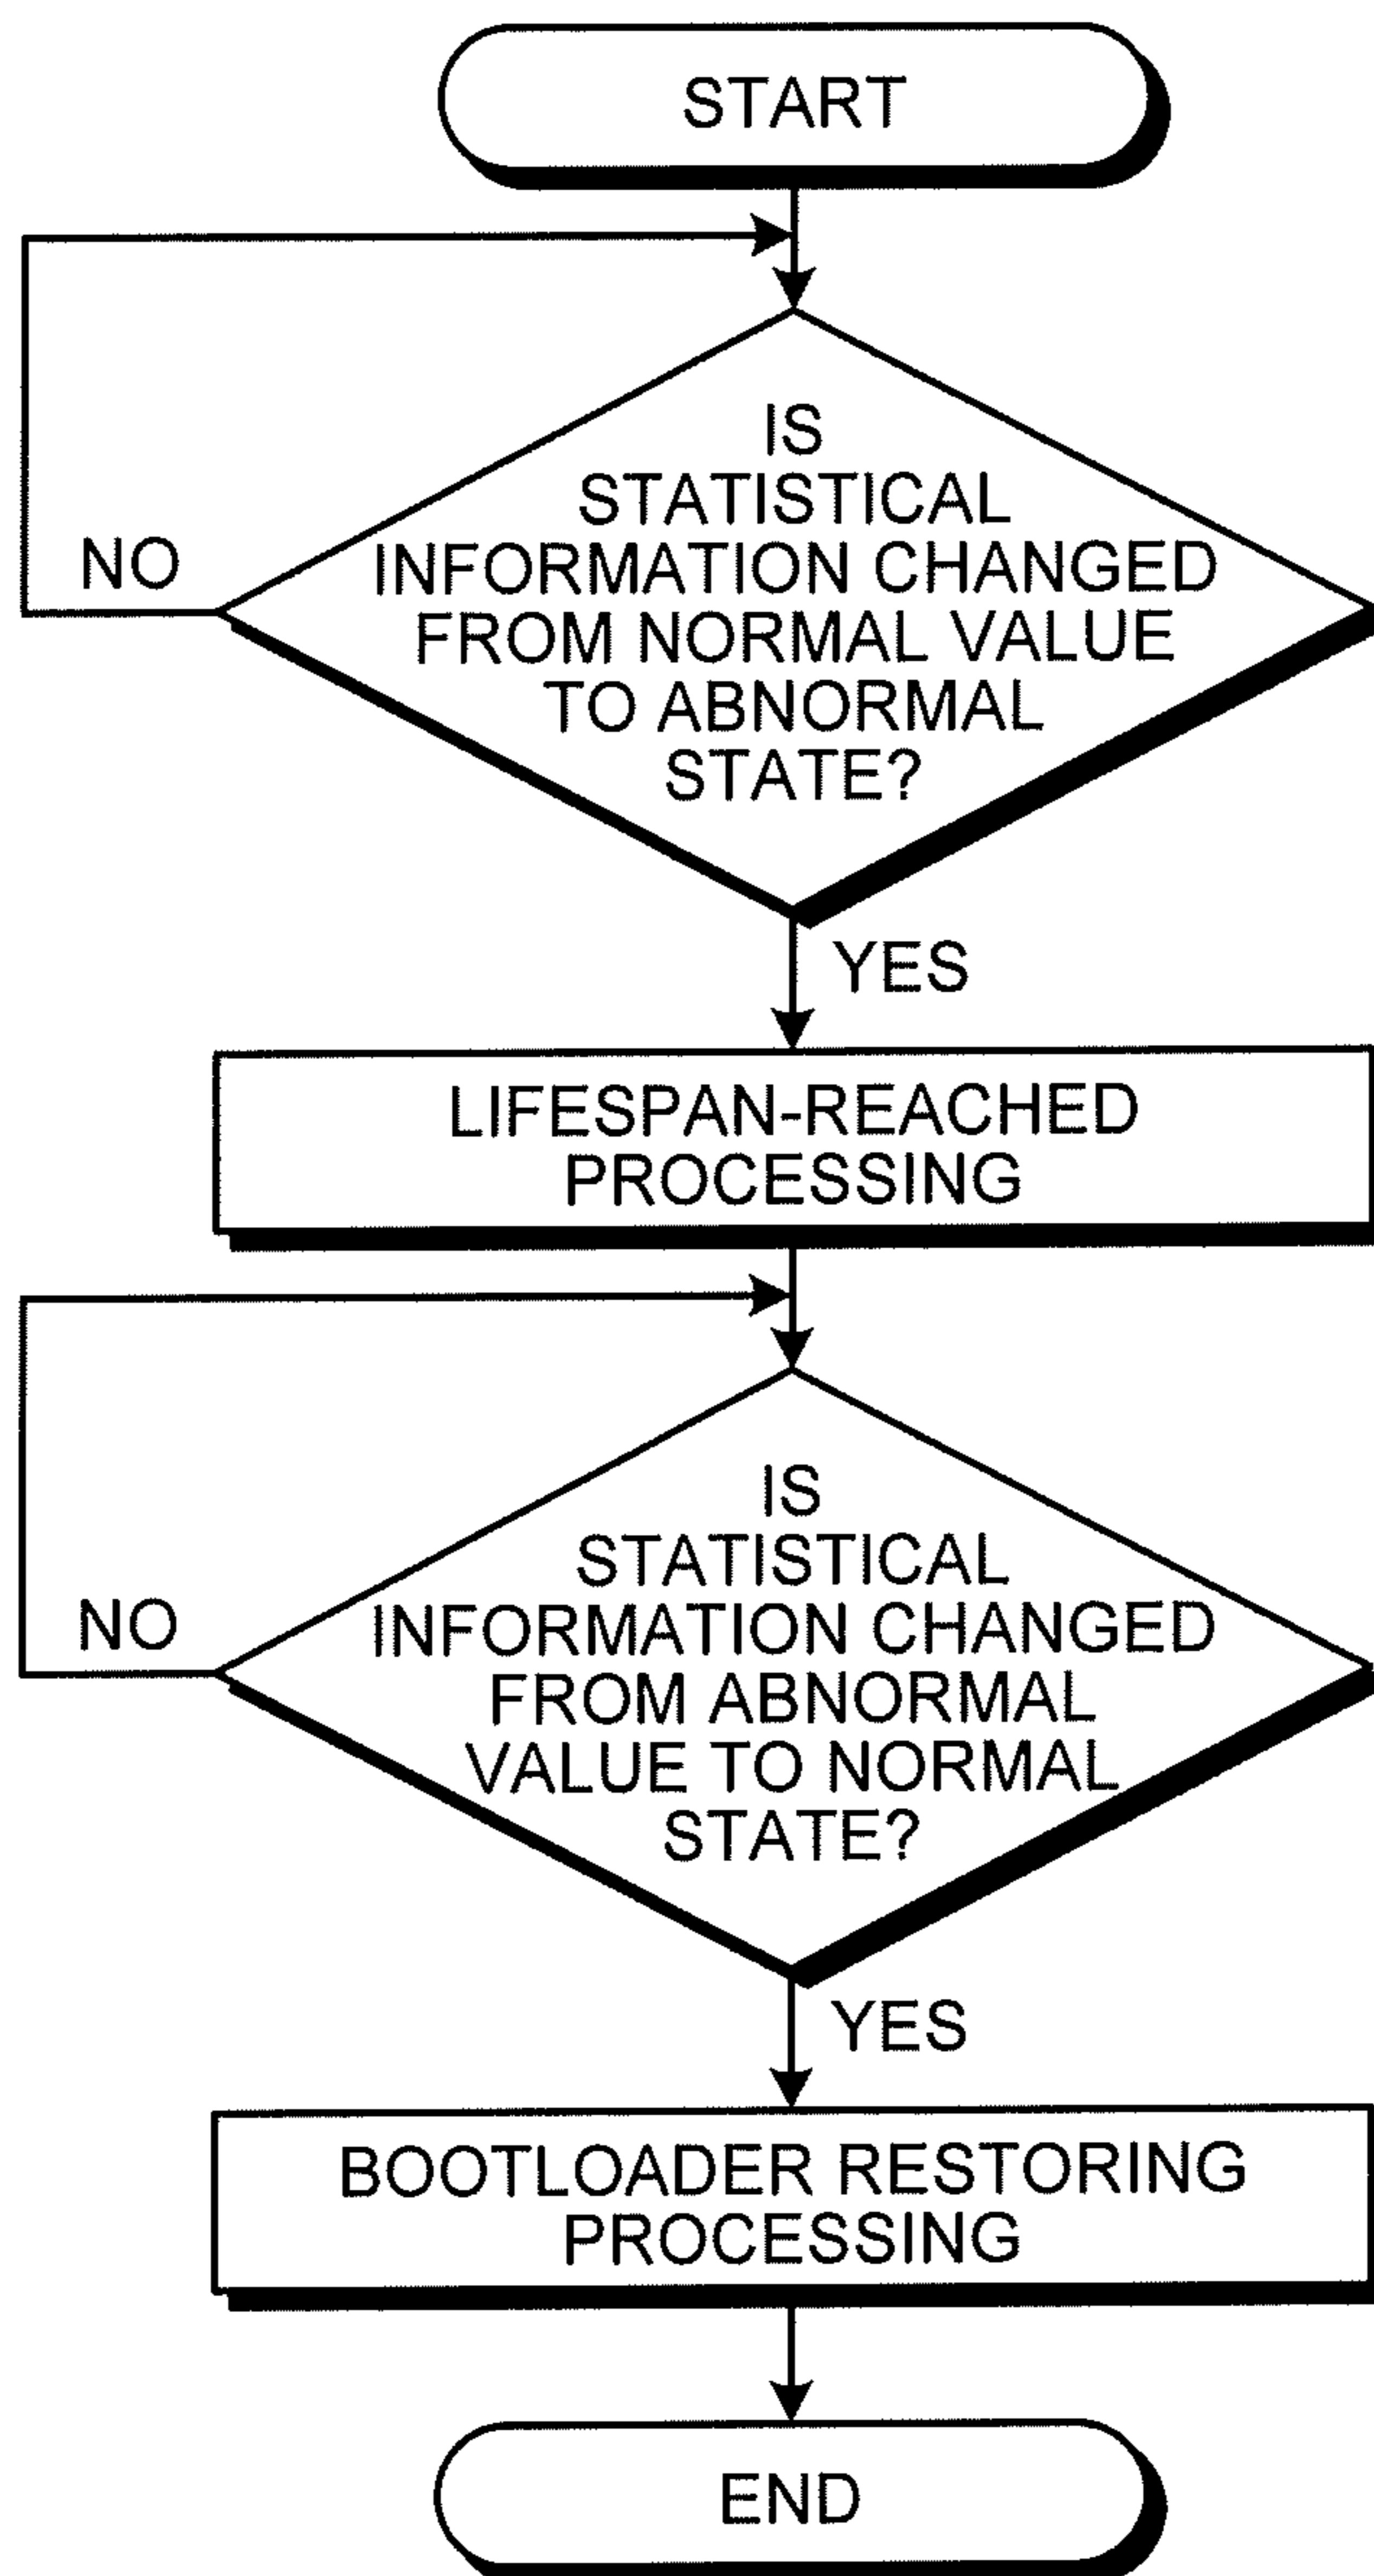 START
IS
STATISTICAL
INFORMATION CHANGED
FROM NORMAL VALUE
TO ABNORMAL
STATE?
NO
YES
LIFESPAN-REACHED
PROCESSING
IS
STATISTICAL
INFORMATION CHANGED
FROM ABNORMAL
VALUE TO NORMAL
STATE?
NO
YES
BOOTLOADER RESTORING
PROCESSING
END